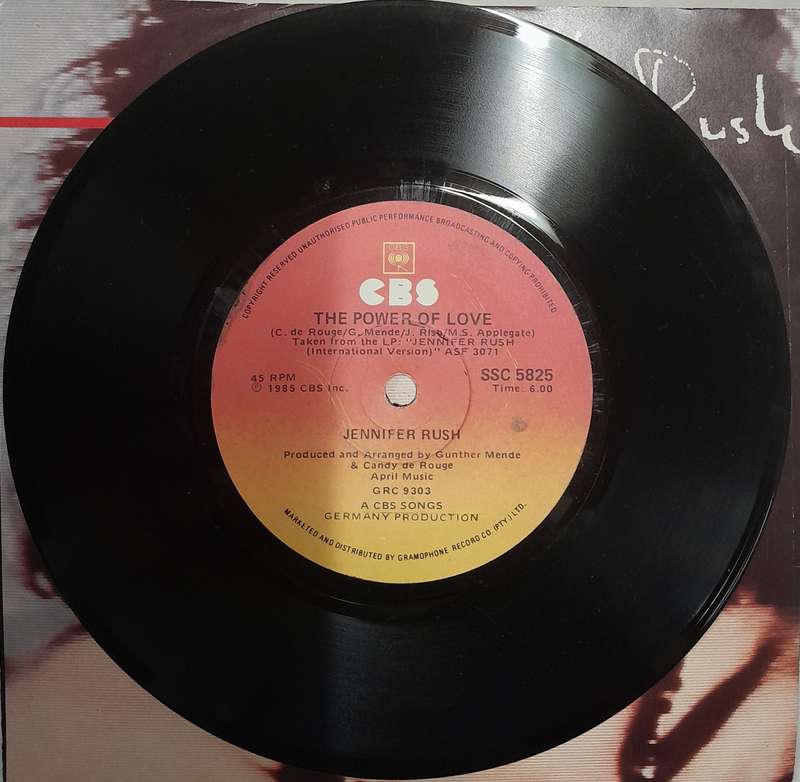 Rush
COPYRIGHT RESERVED UNAUTHORISED PUBLIC PERFORMANCE BROADCASTING AND COPYING PROHIBITED
CBS
THE POWER OF LOVE
(C. de Rouge/G. Mende/J. Rish/M.S. Applegate)
Taken from the LP: "JENNIFER RUSH
(International Version)" ASF 3071
45 RPM
SSC 5825
℗ 1985 CBS Inc.
Time: 6.00
JENNIFER RUSH
Produced and Arranged by Gunther Mende
& Candy de Rouge
April Music
GRC 9303
A CBS SONGS
GERMANY PRODUCTION
MARKETED AND DISTRIBUTED BY GRAMOPHONE RECORD CO. (PTY.) LTD.